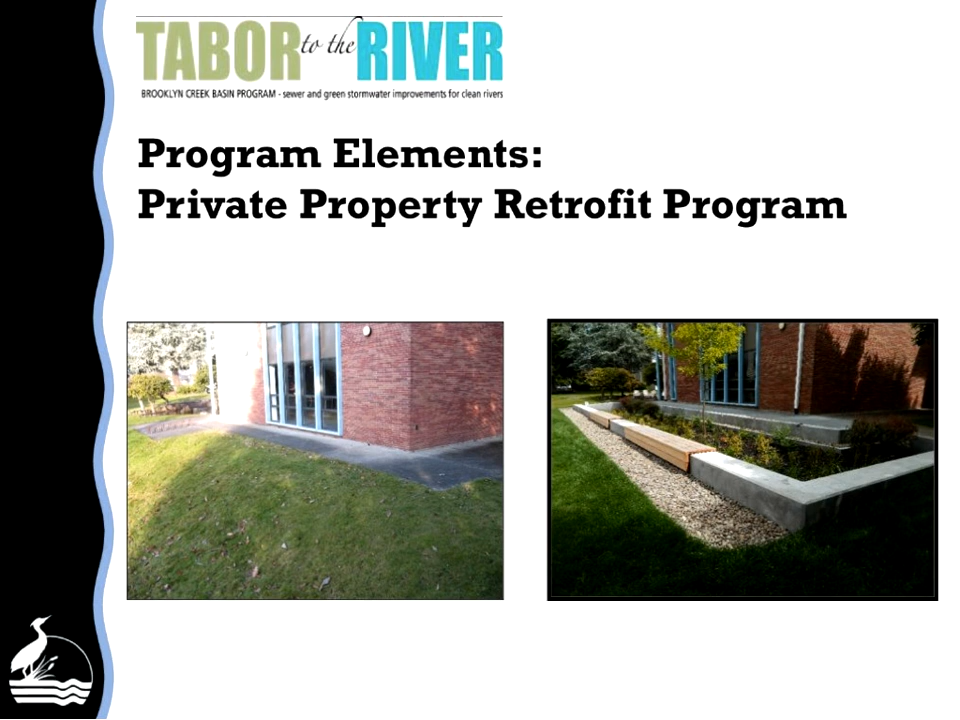 TABOR to the RIVER
BROOKLYN CREEK BASIN PROGRAM - sewer and green stormwater improvements for clean rivers
Program Elements:
Private Property Retrofit Program